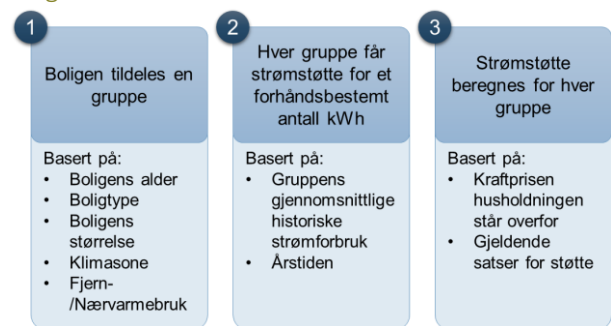 1
Boligen tildeles en
gruppe
Basert på:
• Boligens alder
• Boligtype
• Boligens
størrelse
• Klimasone
• Fjern-
/Nærvarmebruk
2
Hver gruppe får
strømstøtte for et
forhåndsbestemt
antall kWh
Basert på:
• Gruppens
gjennomsnittlige
historiske
strømforbruk
• Årstiden
3
Strømstøtte
beregnes for hver
gruppe
Basert på:
• Kraftprisen
husholdningen
står overfor
• Gjeldende
satser for støtte